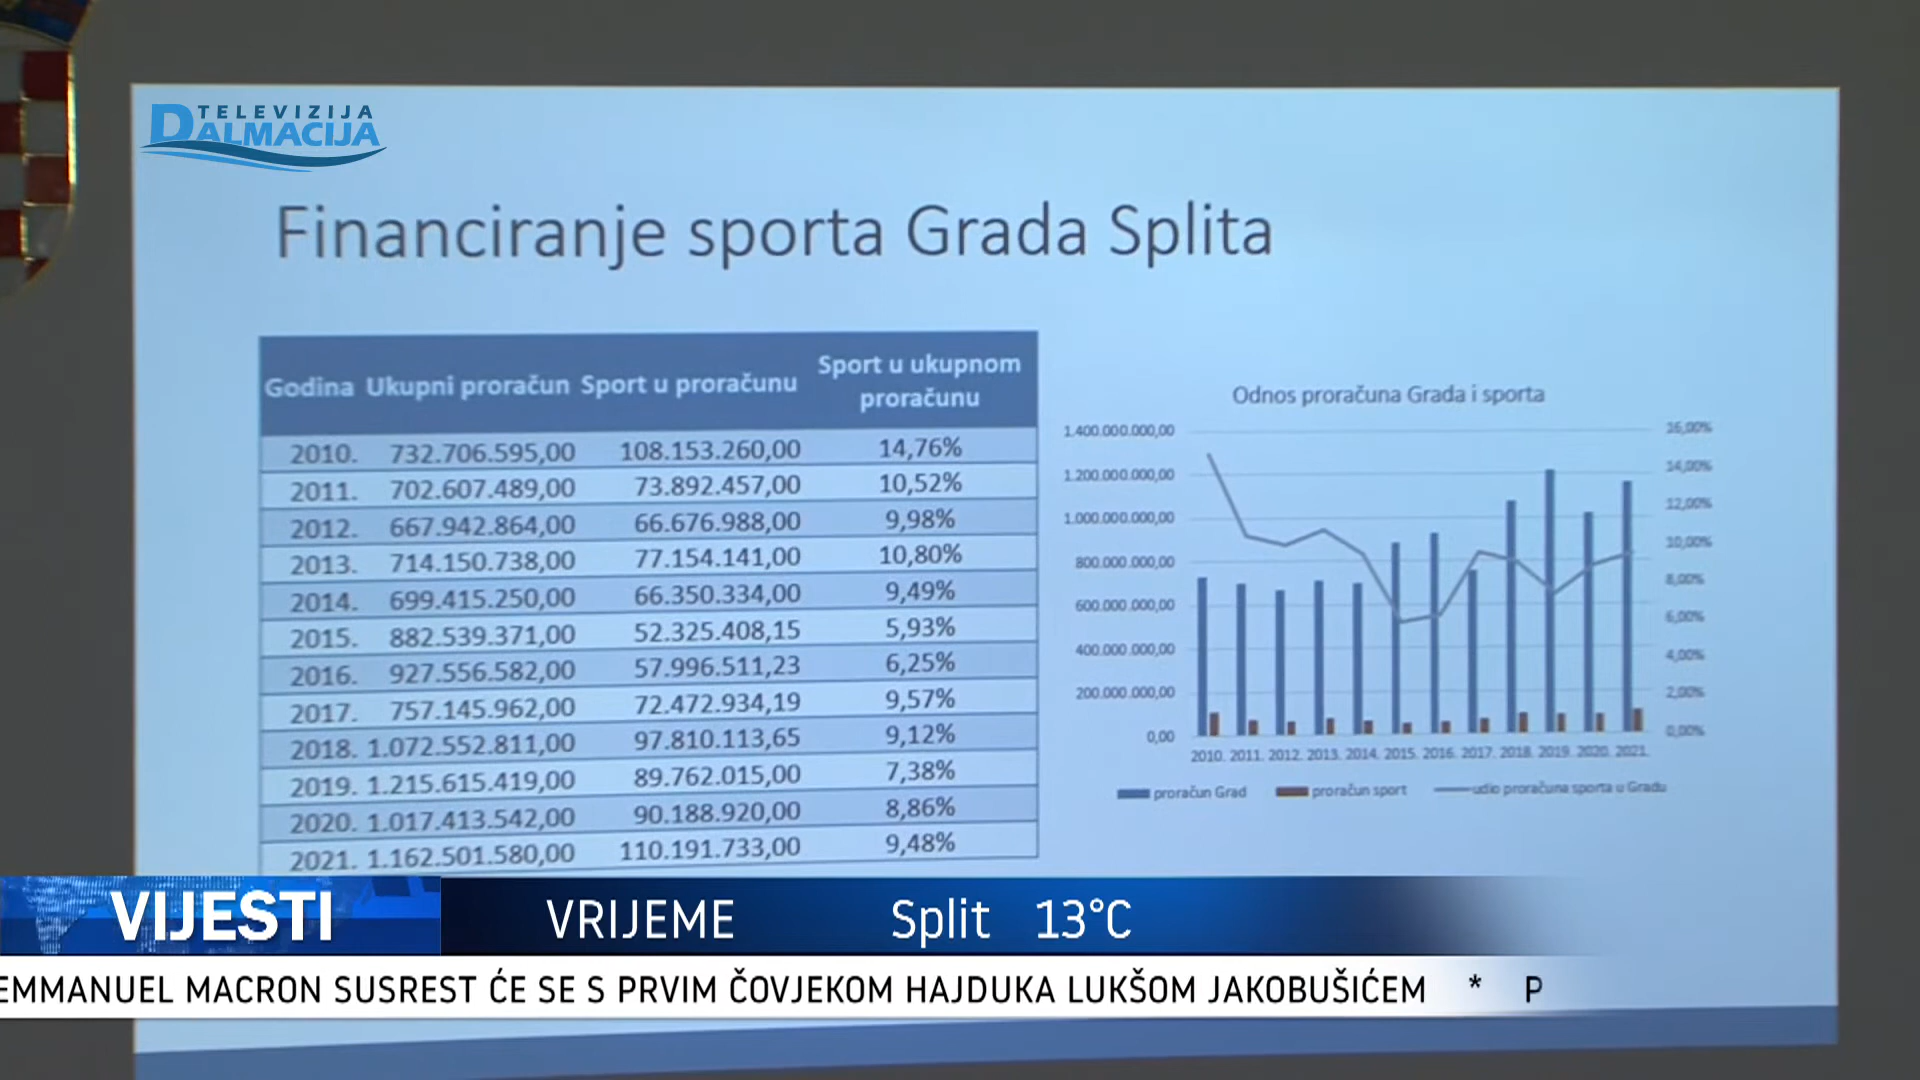 TELEVIZIJA
DALMACIJA
Financiranje sporta Grada Splita
Godina Ukupni proračun Sport u proračunu Sport u ukupnom proračunu
2010. 732.706.595,00 108.153.260,00 14,76%
2011. 702.607.489,00 73.892.457,00 10,52%
2012. 667.942.864,00 66.676.988,00 9,98%
2013. 714.150.738,00 77.154.141,00 10,80%
2014. 699.415.250,00 66.350.334,00 9,49%
2015. 882.539.371,00 52.325.408,15 5,93%
2016. 927.556.582,00 57.996.511,23 6,25%
2017. 757.145.962,00 72.472.934,19 9,57%
2018. 1.072.552.811,00 97.810.113,65 9,12%
2019. 1.215.615.419,00 89.762.015,00 7,38%
2020. 1.017.413.542,00 90.188.920,00 8,86%
2021. 1.162.501.580,00 110.191.733,00 9,48%
Odnos proračuna Grada i sporta
1.400.000.000,00 16,00%
1.200.000.000,00 14,00%
1.000.000.000,00 12,00%
800.000.000,00 10,00%
600.000.000,00 8,00%
400.000.000,00 6,00%
200.000.000,00 4,00%
0,00 2,00%
0,00%
2010. 2011. 2012. 2013. 2014. 2015. 2016. 2017. 2018. 2019. 2020. 2021.
proračun Grad proračun sport udio proračuna sporta u Gradu
VIJESTI VRIJEME Split 13°C
EMMANUEL MACRON SUSREST ĆE SE S PRVIM ČOVJEKOM HAJDUKA LUKŠOM JAKOBUŠIĆEM * P